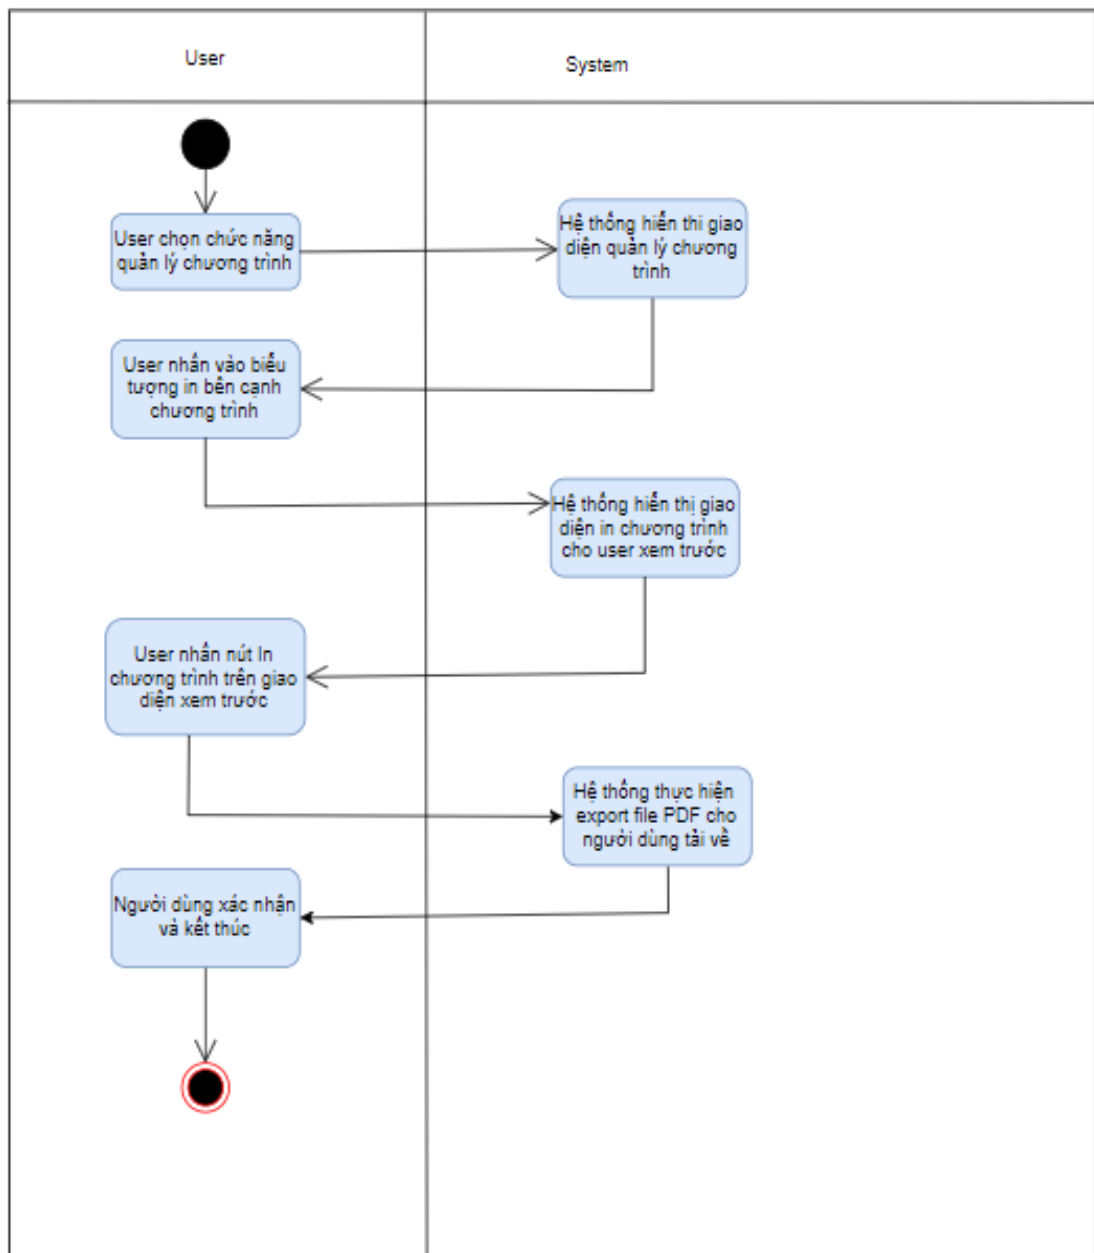 User
System
User chọn chức năng
quản lý chương trình
Hệ thống hiển thi giao
diện quản lý chương
trình
User nhấn vào biểu
tượng in bên cạnh
chương trình
Hệ thống hiển thị giao
diện in chương trình
cho user xem trước
User nhấn nút In
chương trình trên giao
diện xem trước
Hệ thống thực hiện
export file PDF cho
người dùng tải về
Người dùng xác nhận
và kết thúc